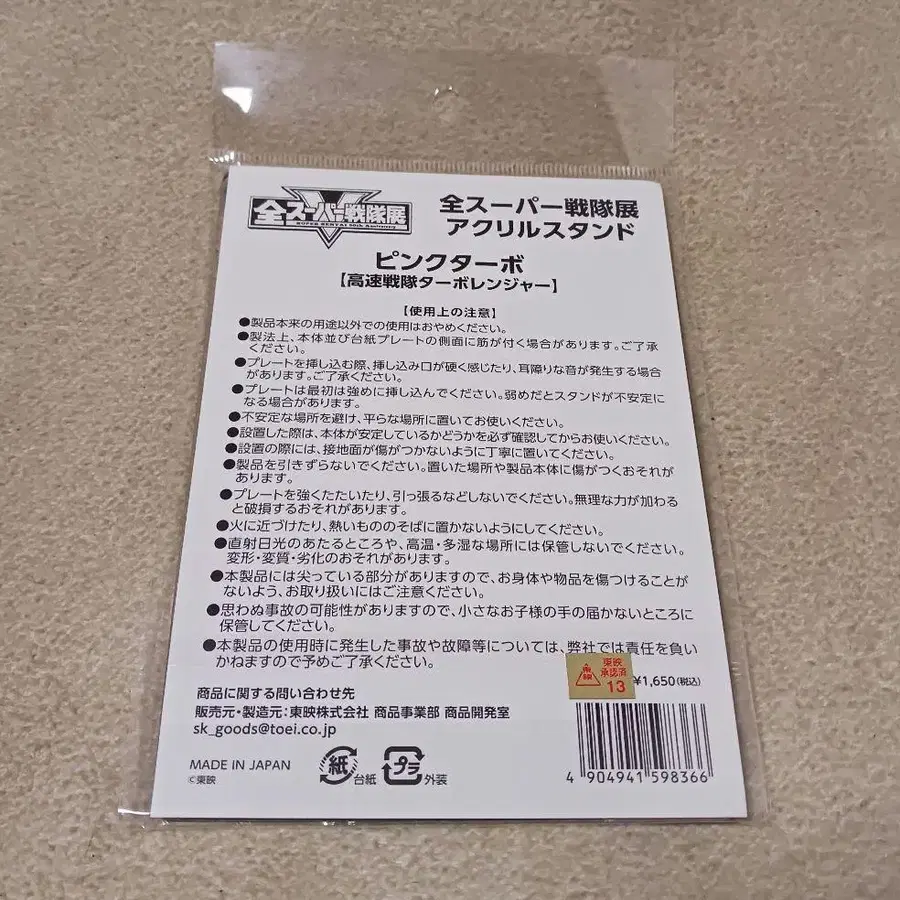 全スーパー戦隊展
SUPER SENTAI 50th Anniversary
全スーパー戦隊展
アクリルスタンド
ピンクターボ
【高速戦隊ターボレンジャー】
【使用上の注意】
●製品本来の用途以外での使用はおやめください。
●製法上、本体並び台紙プレートの側面に筋が付く場合があります。ご了承
ください。
●プレートを挿し込む際、挿し込み口が硬く感じたり、耳障りな音が発生する場合
があります。ご了承ください。
●プレートは最初は強めに挿し込んでください。弱めだとスタンドが不安定に
なる場合があります。
●不安定な場所を避け、平らな場所に置いてお使いください。
●設置した際は、本体が安定しているかどうかを必ず確認してからお使いください。
●設置の際には、接地面が傷がつかないように丁寧に置いてください。
●製品を引きずらないでください。置いた場所や製品本体に傷がつくおそれが
あります。
●プレートを強くたたいたり、引っ張るなどしないでください。無理な力が加わる
と破損するおそれがあります。
●火に近づけたり、熱いもののそばに置かないようにしてください。
●直射日光のあたるところや、高温・多湿な場所には保管しないでください。
変形・変質・劣化のおそれがあります。
●本製品には尖っている部分がありますので、お身体や物品を傷つけることが
ないよう、お取り扱いにはご注意ください。
●思わぬ事故の可能性がありますので、小さなお子様の手の届かないところに
保管してください。
●本製品の使用時に発生した事故や故障等については、弊社では責任を負い
かねますので予めご了承ください。
東映
承認済
13
¥1,650(税込)
商品に関する問い合わせ先
販売元・製造元:東映株式会社 商品事業部 商品開発室
sk_goods@toei.co.jp
MADE IN JAPAN
©東映
紙 台紙
プラ 外装
4 904941 598366